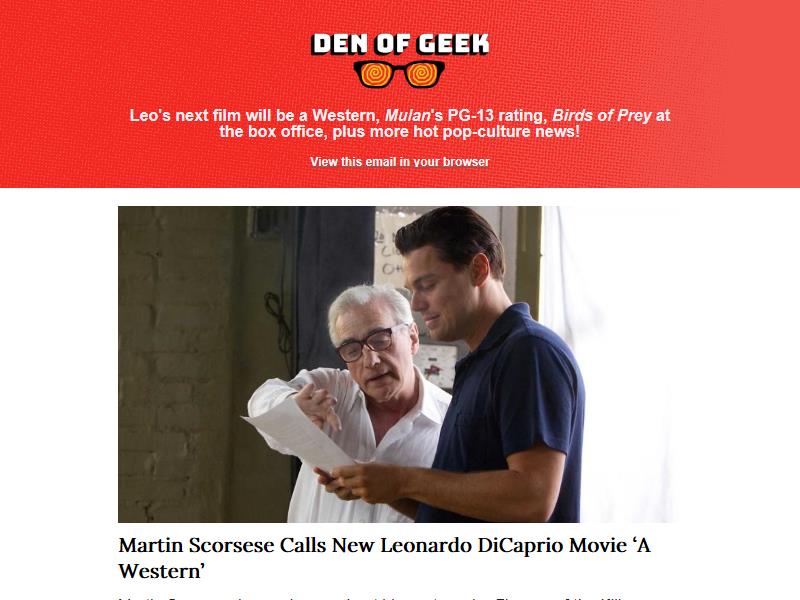 DEN OF GEEK
Leo's next film will be a Western, Mulan's PG-13 rating, Birds of Prey at
the box office, plus more hot pop-culture news!
View this email in your browser
Martin Scorsese Calls New Leonardo DiCaprio Movie ‘A
Western’